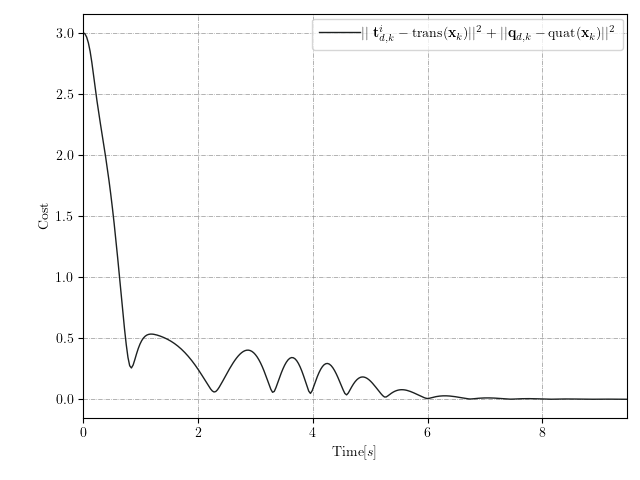 || t^i_{d,k} − trans(x_k)||^2 + ||q_{d,k} − quat(x_k)||^2
3.0
2.5
2.0
1.5
1.0
0.5
0.0
Cost
0 2 4 6 8
Time[s]